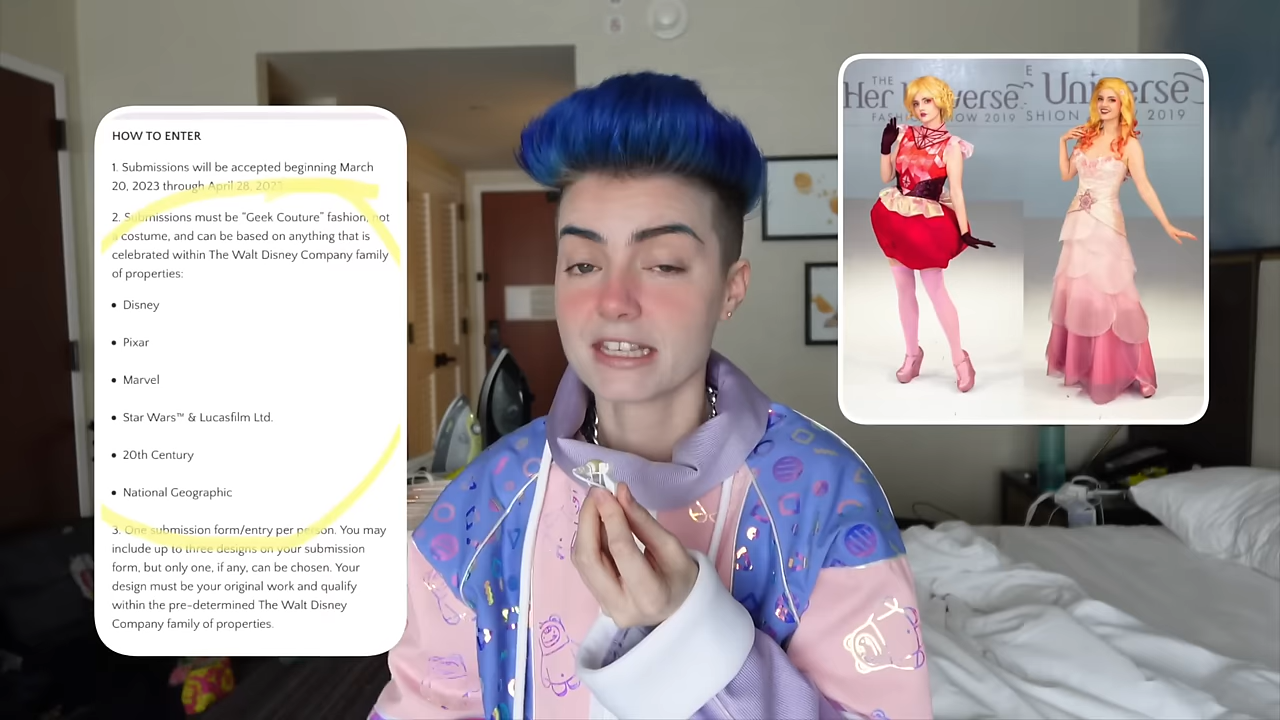 HOW TO ENTER
1. Submissions will be accepted beginning March
20, 2023 through April 28, 2023
2. Submissions must be "Geek Couture" fashion, not
a costume, and can be based on anything that is
celebrated within The Walt Disney Company family
of properties:
• Disney
• Pixar
• Marvel
• Star Wars™ & Lucasfilm Ltd.
• 20th Century
• National Geographic
3. One submission form/entry per person. You may
include up to three designs on your submission
form, but only one, if any, can be chosen. Your
design must be your original work and qualify
within the pre-determined The Walt Disney
Company family of properties.
THE
Her Universe
FASHION SHOW 2019
E
Universe
SHION SHOW 2019